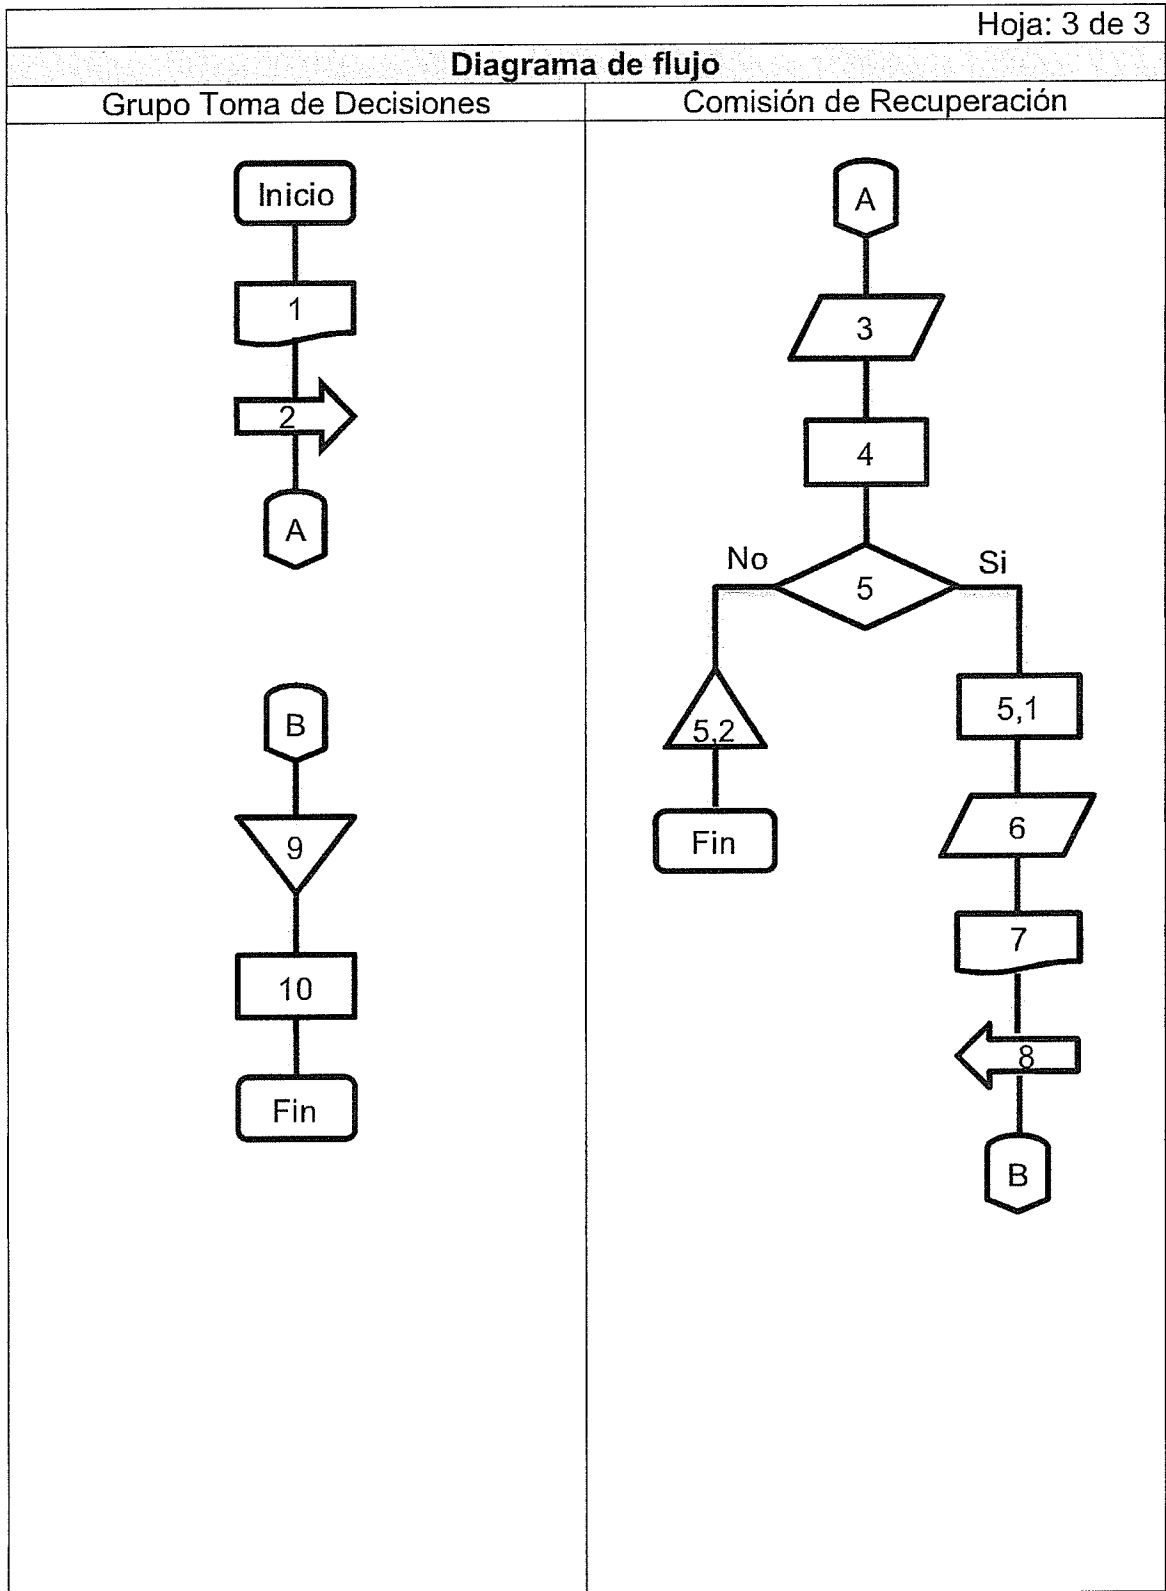 Hoja: 3 de 3
Diagrama de flujo
Grupo Toma de Decisiones
Comisión de Recuperación
Inicio
1
2
A
B
9
10
Fin
A
3
4
5
No
Si
5,2
Fin
5,1
6
7
8
B